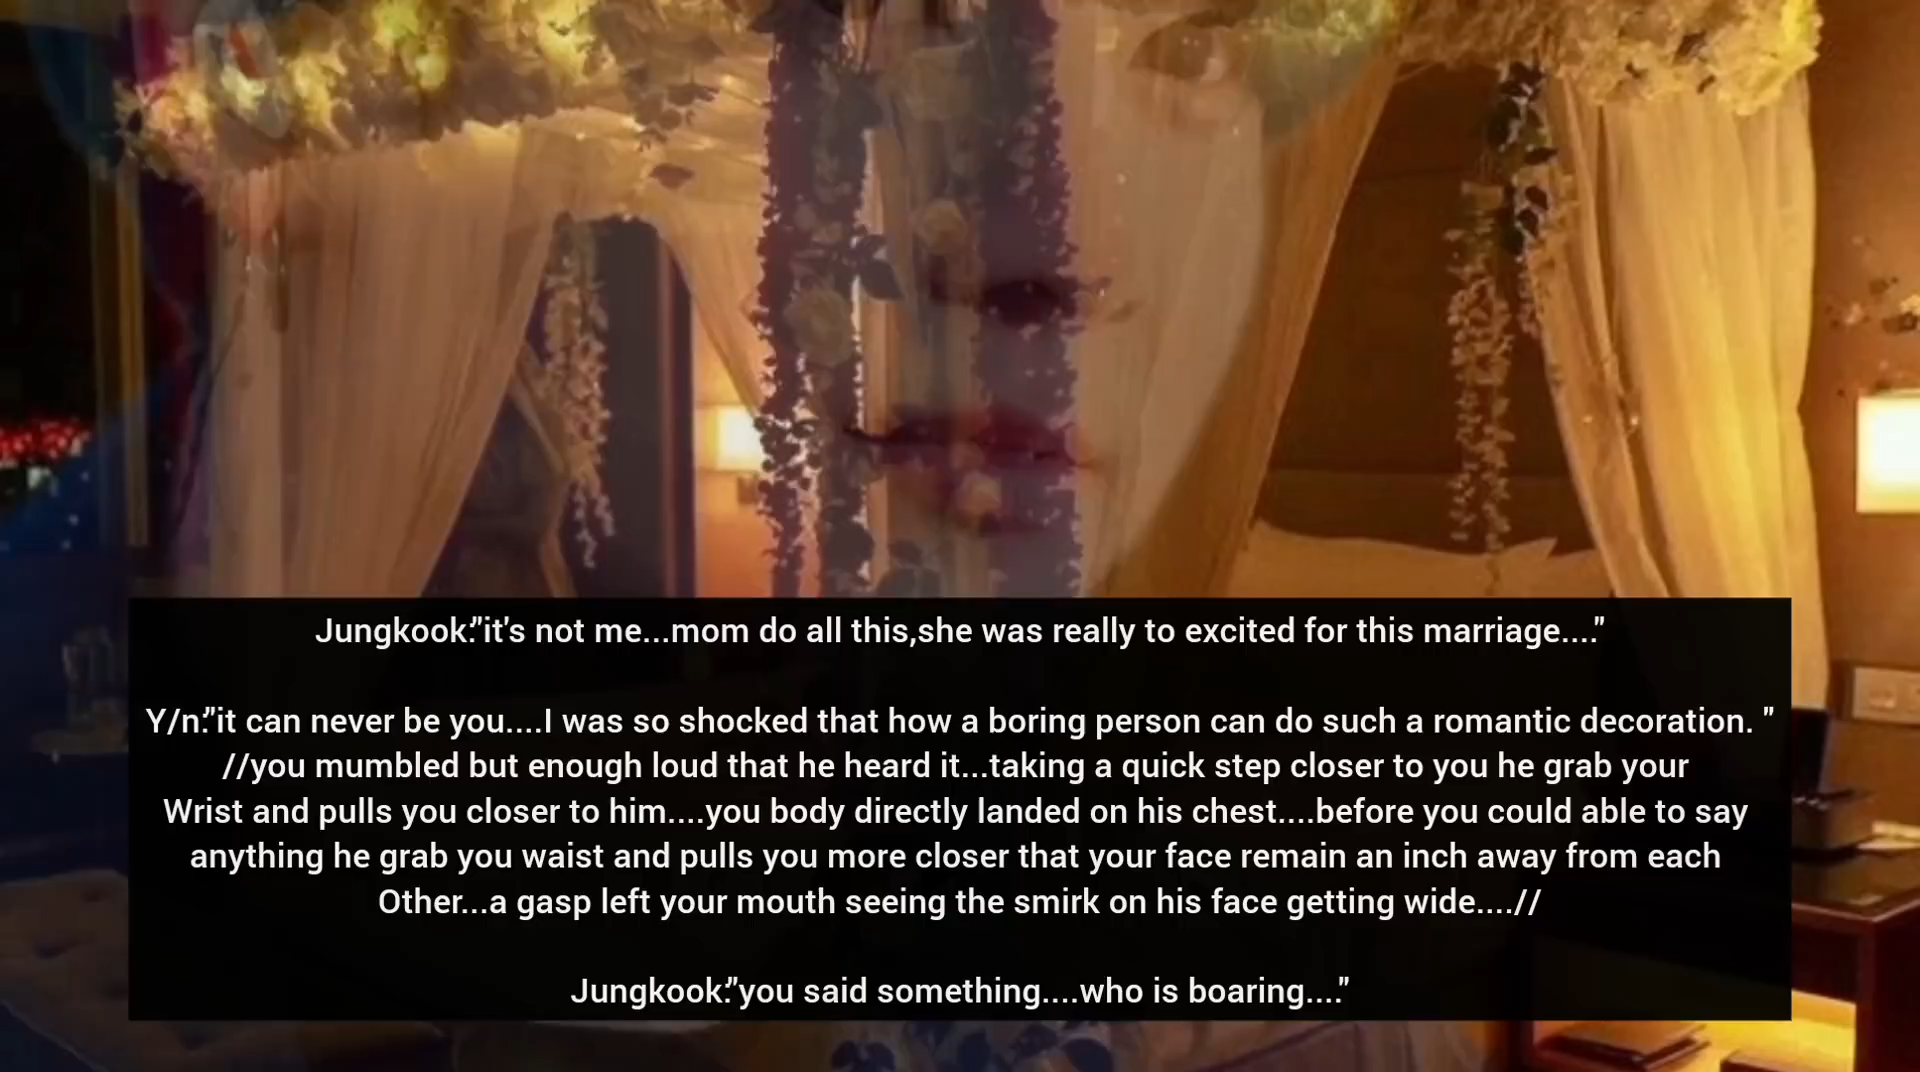 Jungkook:"it's not me...mom do all this,she was really to excited for this marriage...."
Y/n:"it can never be you....I was so shocked that how a boring person can do such a romantic decoration. "
//you mumbled but enough loud that he heard it...taking a quick step closer to you he grab your
Wrist and pulls you closer to him....you body directly landed on his chest....before you could able to say
anything he grab you waist and pulls you more closer that your face remain an inch away from each
Other...a gasp left your mouth seeing the smirk on his face getting wide....//
Jungkook:"you said something....who is boaring...."